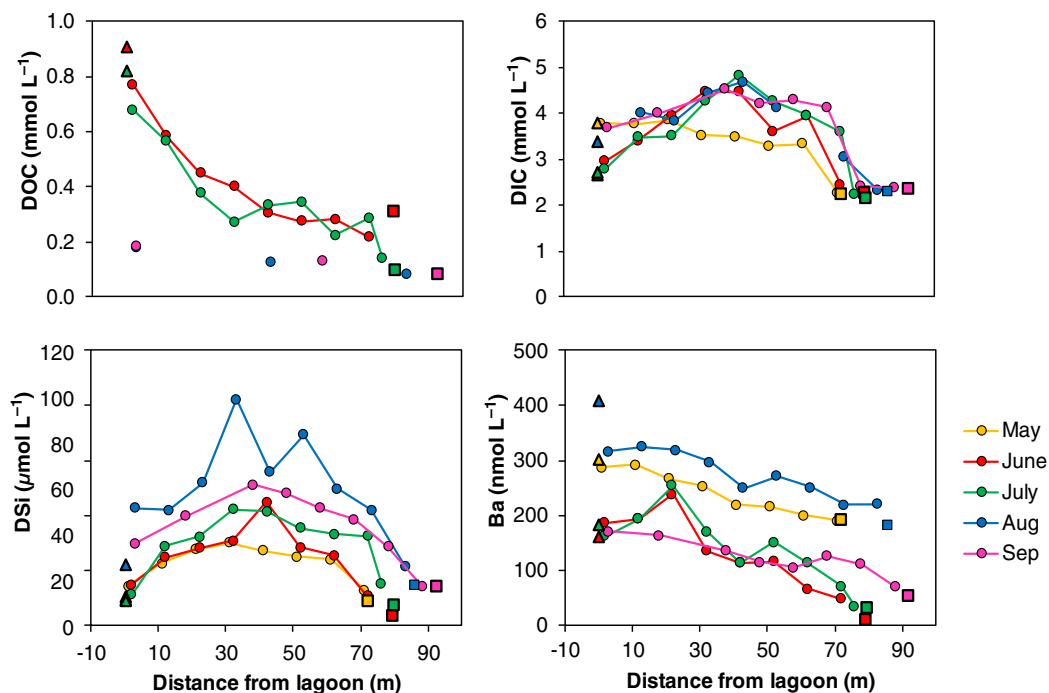 1.0
0.8
0.6
0.4
0.2
0.0
DOC (mmol L⁻¹)
6
5
4
3
2
1
0
DIC (mmol L⁻¹)
120
100
80
60
40
20
0
DSi (µmol L⁻¹)
-10 10 30 50 70 90
Distance from lagoon (m)
500
400
300
200
100
0
Ba (nmol L⁻¹)
-10 10 30 50 70 90
Distance from lagoon (m)
May
June
July
Aug
Sep